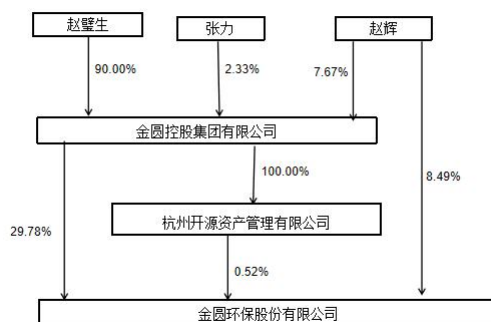 赵璧生
张力
赵辉
90.00%
2.33%
7.67%
金圆控股集团有限公司
100.00%
8.49%
杭州开源资产管理有限公司
29.78%
0.52%
金圆环保股份有限公司